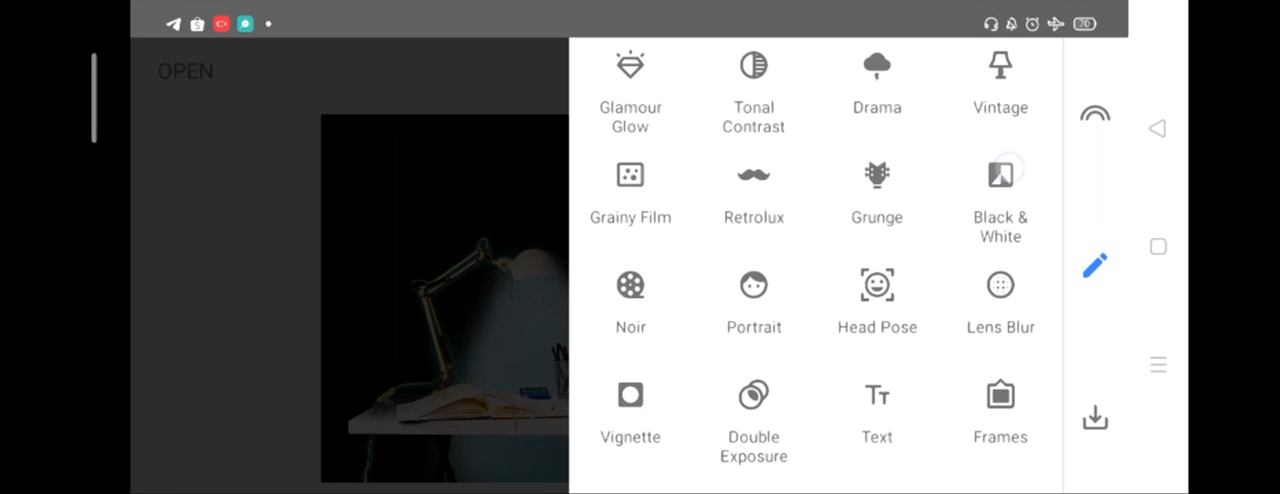 70
OPEN
Glamour
Glow
Tonal
Contrast
Drama
Vintage
Grainy Film
Retrolux
Grunge
Black &
White
Noir
Portrait
Head Pose
Lens Blur
Vignette
Double
Exposure
Text
Frames